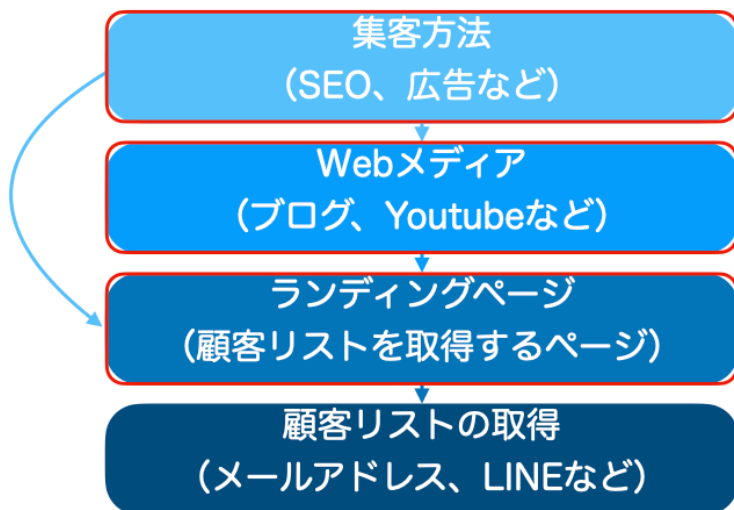 集客方法
（SEO、広告など）
Webメディア
（ブログ、Youtubeなど）
ランディングページ
（顧客リストを取得するページ）
顧客リストの取得
（メールアドレス、LINEなど）